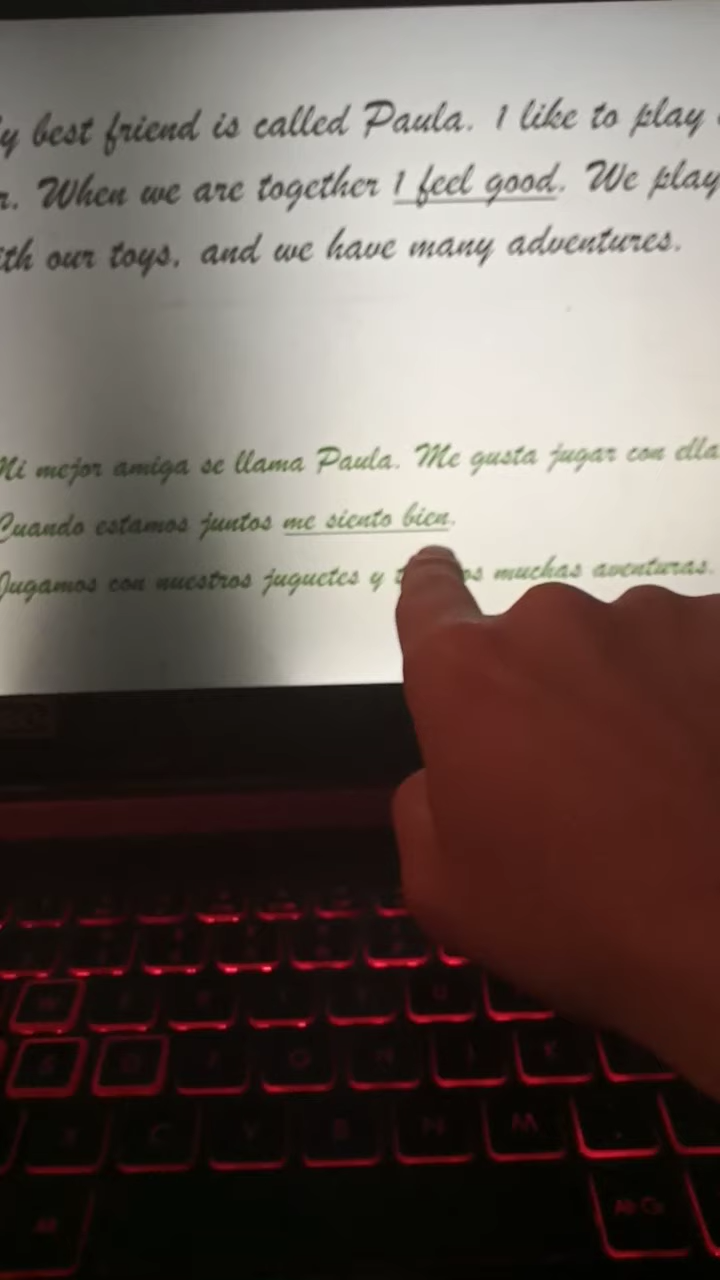 y best friend is called Paula. I like to play
r. When we are together I feel good. We play
th our toys, and we have many adventures.
Mi mejor amiga se llama Paula. Me gusta jugar con ella
Cuando estamos juntos me siento bien.
Jugamos con nuestros juguetes y muchas aventuras.